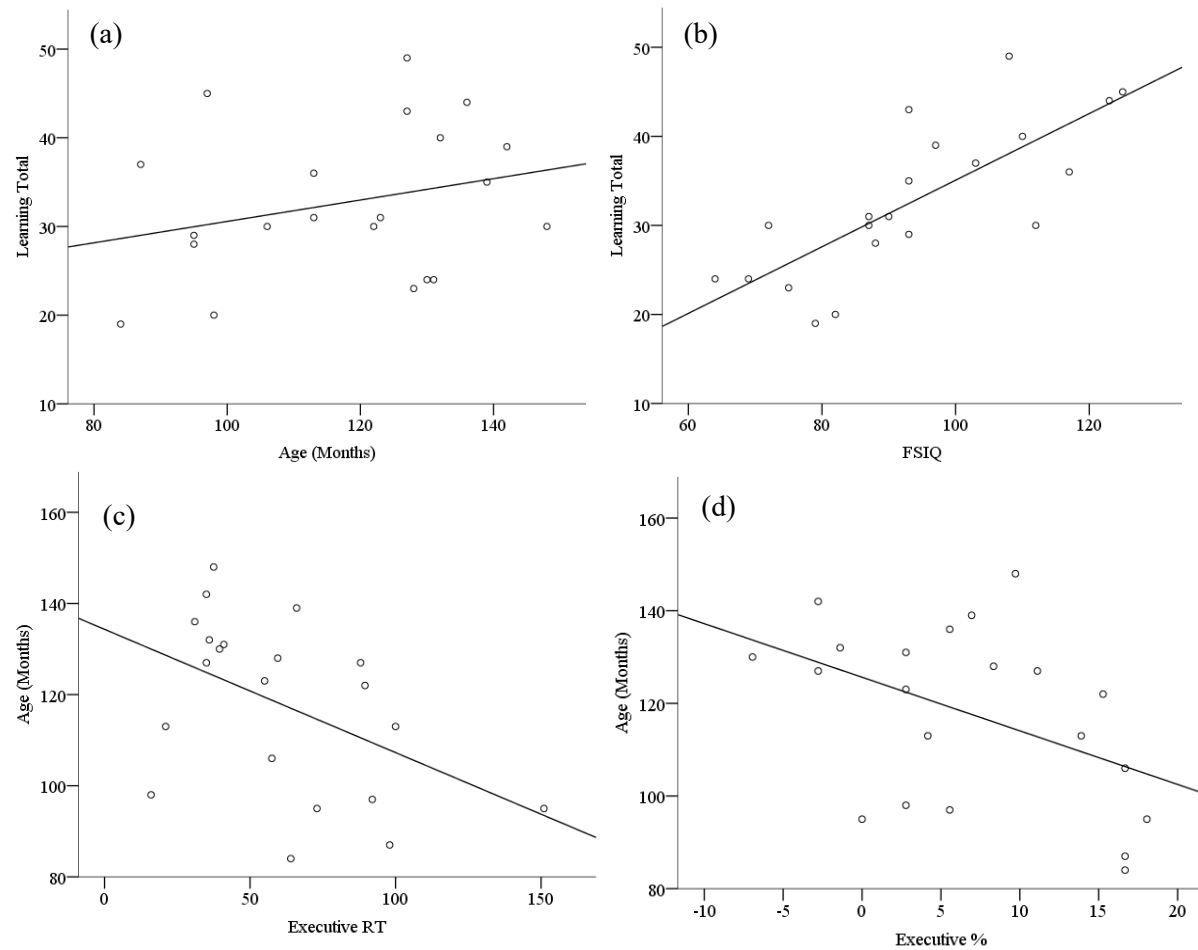 (a)
50
40
30
20
10
Learning Total
80 100 120 140
Age (Months)
(b)
50
40
30
20
10
Learning Total
60 80 100 120
FSIQ
(c)
160
140
120
100
80
Age (Months)
0 50 100 150
Executive RT
(d)
160
140
120
100
80
Age (Months)
-10 -5 0 5 10 15 20
Executive %